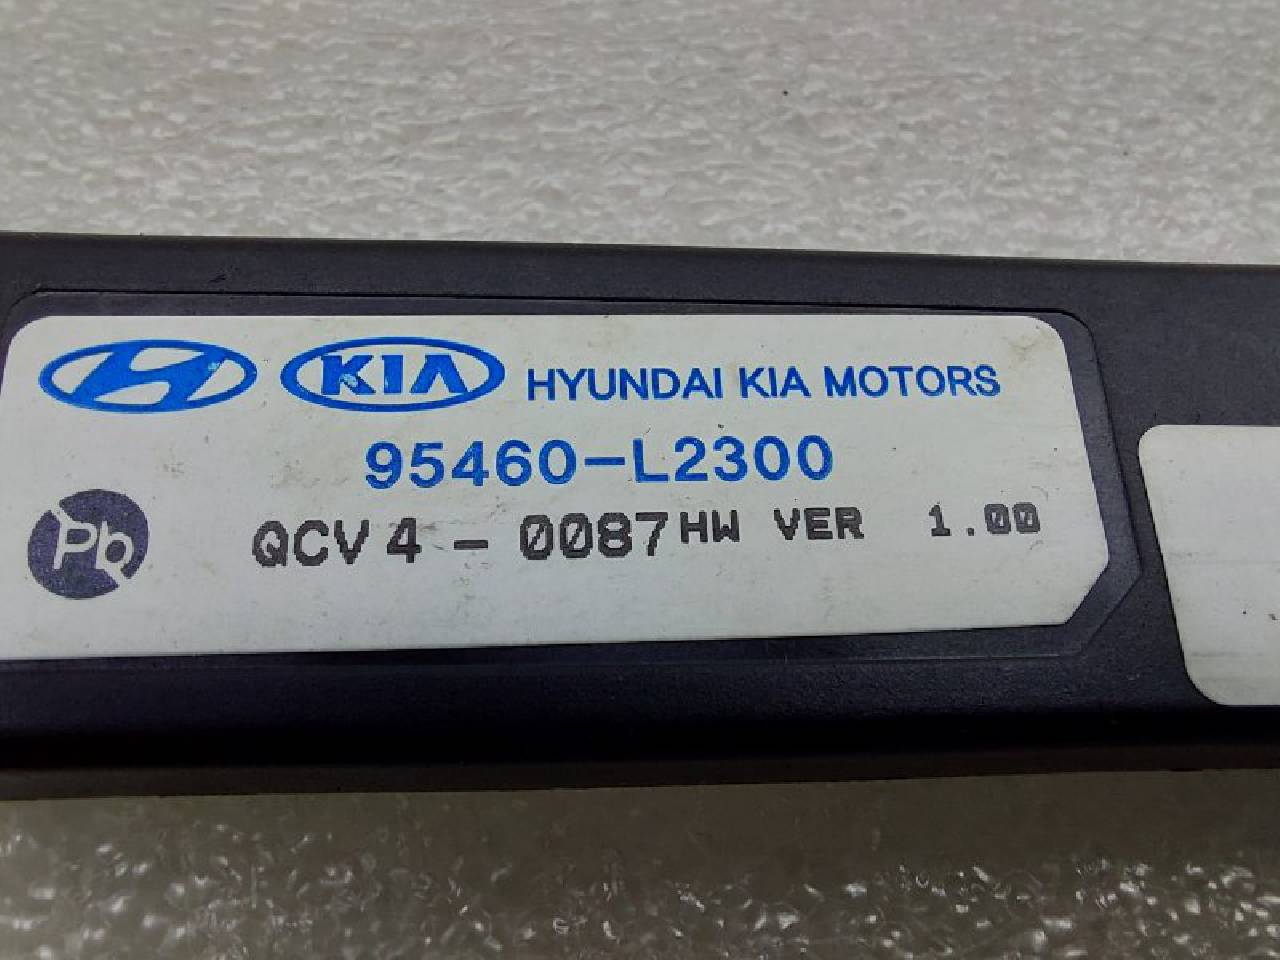 KIA HYUNDAI KIA MOTORS
95460-L2300
Pb QCV4-0087 HW VER 1.00